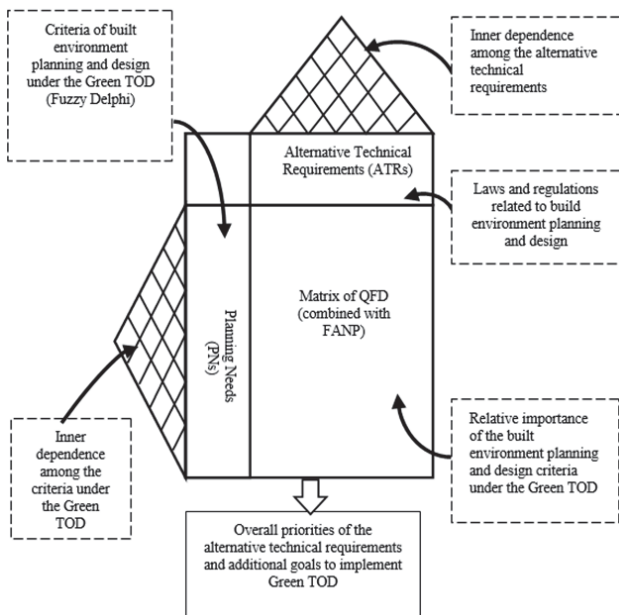 Criteria of built
environment
planning and design
under the Green TOD
(Fuzzy Delphi)
Inner dependence
among the alternative
technical
requirements
Alternative Technical
Requirements (ATRs)
Laws and regulations
related to build
environment planning
and design
Planning Needs
(PNs)
Matrix of QFD
(combined with
FANP)
Inner
dependence
among the
criteria under
the Green
TOD
Relative importance
of the built
environment planning
and design criteria
under the Green TOD
Overall priorities of the
alternative technical requirements
and additional goals to implement
Green TOD